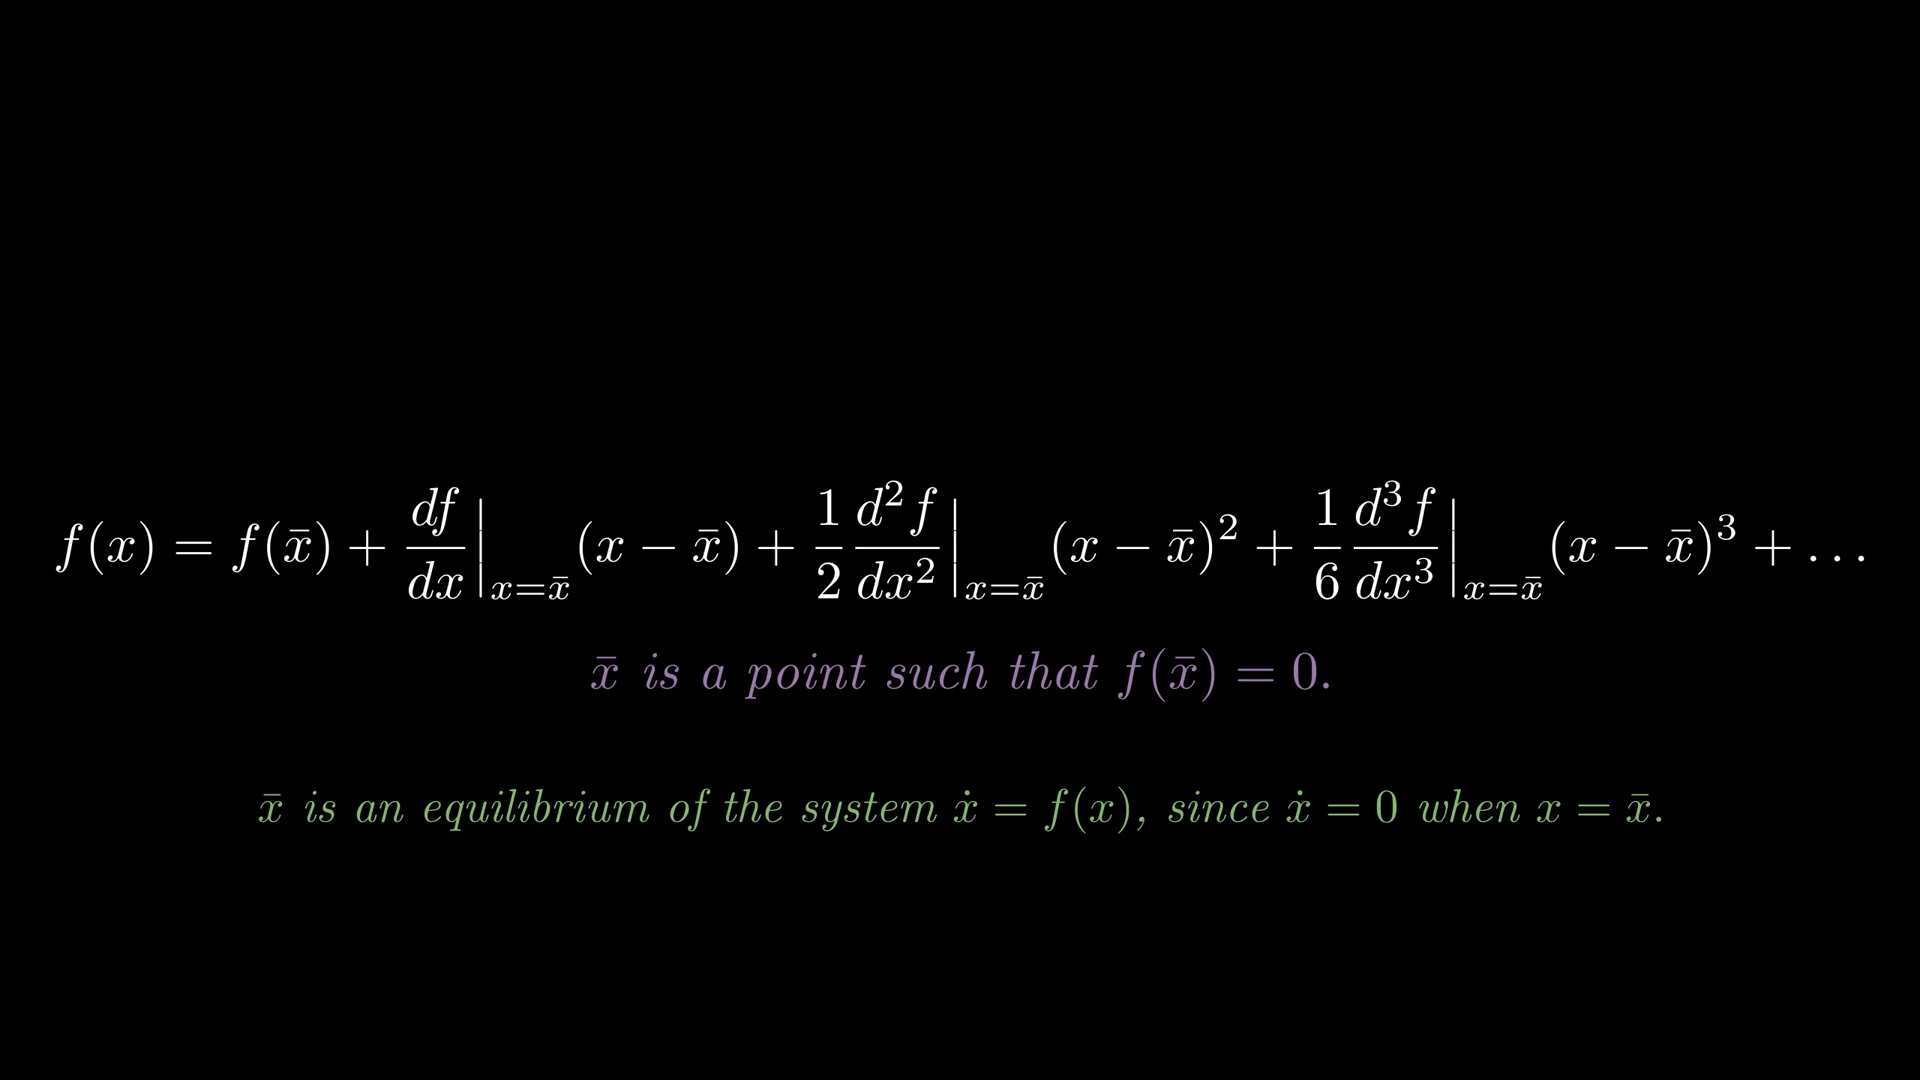 f(x) = f(x̄) + df/dx|ₓ₌ₓ̄ (x − x̄) + 1/2 d²f/dx²|ₓ₌ₓ̄ (x − x̄)² + 1/6 d³f/dx³|ₓ₌ₓ̄ (x − x̄)³ + …
x̄ is a point such that f(x̄) = 0.
x̄ is an equilibrium of the system ẋ = f(x), since ẋ = 0 when x = x̄.